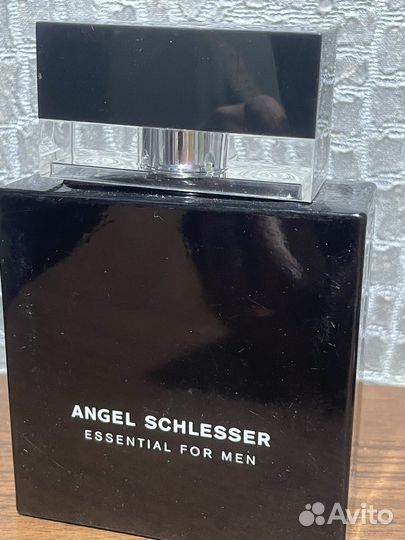 ANGEL SCHLESSER
ESSENTIAL FOR MEN
Avito